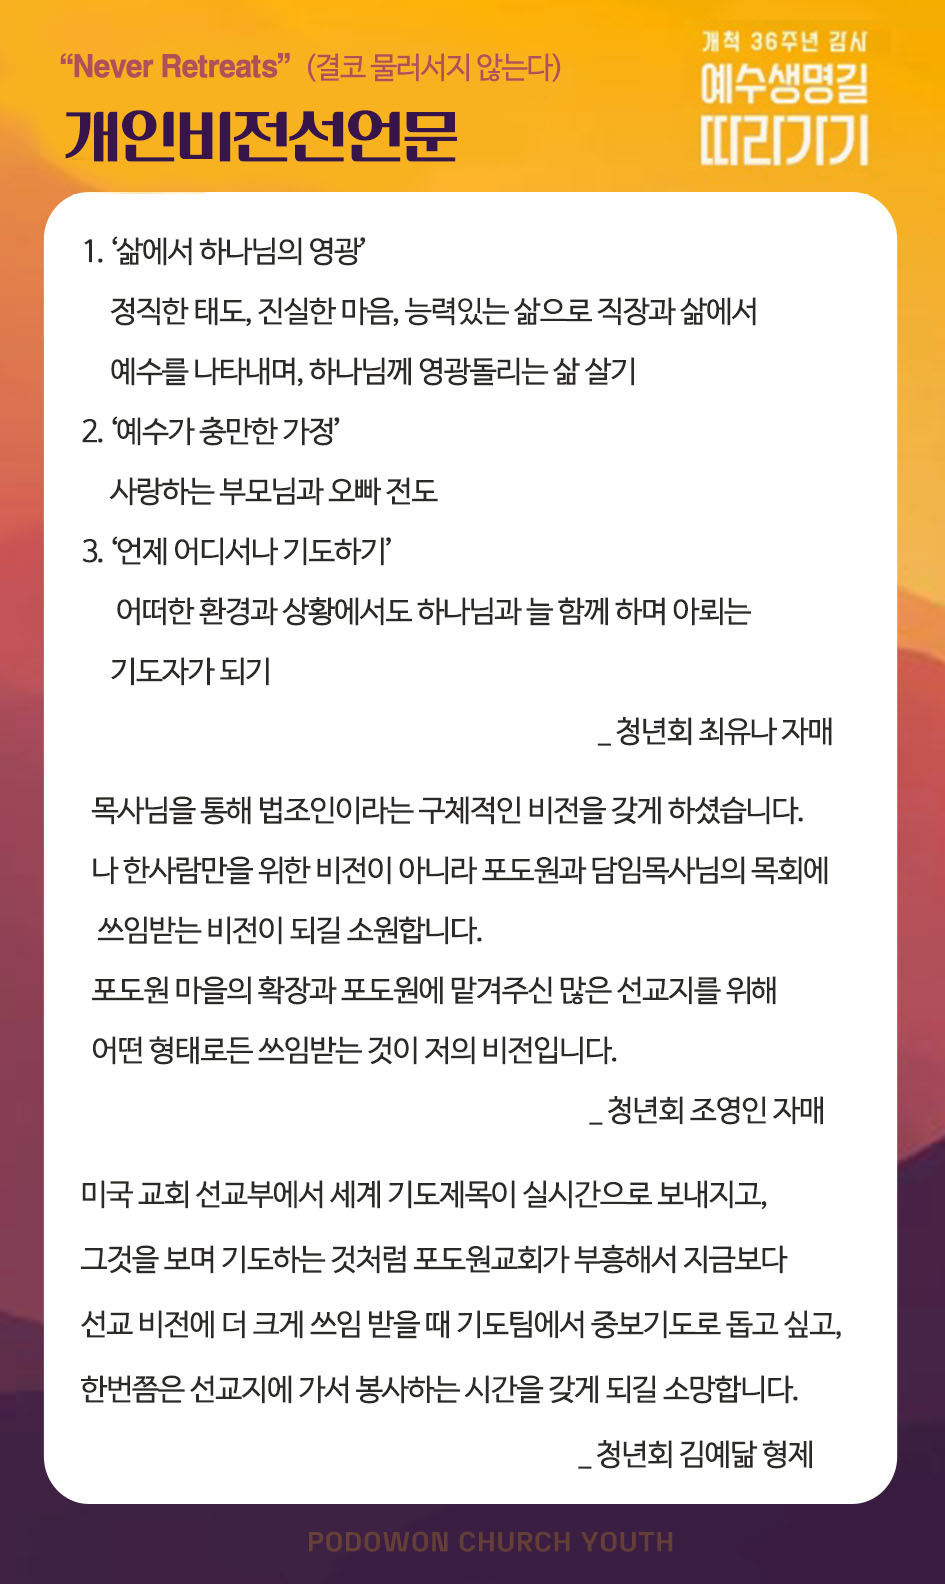 “Never Retreats” (결코 물러서지 않는다)
개인비전선언문
개척 36주년 감사
예수생명길
따라가기
1. ‘삶에서 하나님의 영광’
정직한 태도, 진실한 마음, 능력있는 삶으로 직장과 삶에서
예수를 나타내며, 하나님께 영광돌리는 삶 살기
2. ‘예수가 충만한 가정’
사랑하는 부모님과 오빠 전도
3. ‘언제 어디서나 기도하기’
어떠한 환경과 상황에서도 하나님과 늘 함께 하며 아뢰는
기도자가 되기
_ 청년회 최유나 자매
목사님을 통해 법조인이라는 구체적인 비전을 갖게 하셨습니다.
나 한사람만을 위한 비전이 아니라 포도원과 담임목사님의 목회에
쓰임받는 비전이 되길 소원합니다.
포도원 마을의 확장과 포도원에 맡겨주신 많은 선교지를 위해
어떤 형태로든 쓰임받는 것이 저의 비전입니다.
_ 청년회 조영인 자매
미국 교회 선교부에서 세계 기도제목이 실시간으로 보내지고,
그것을 보며 기도하는 것처럼 포도원교회가 부흥해서 지금보다
선교 비전에 더 크게 쓰임 받을 때 기도팀에서 중보기도로 돕고 싶고,
한번쯤은 선교지에 가서 봉사하는 시간을 갖게 되길 소망합니다.
_ 청년회 김예닮 형제
PODOWON CHURCH YOUTH